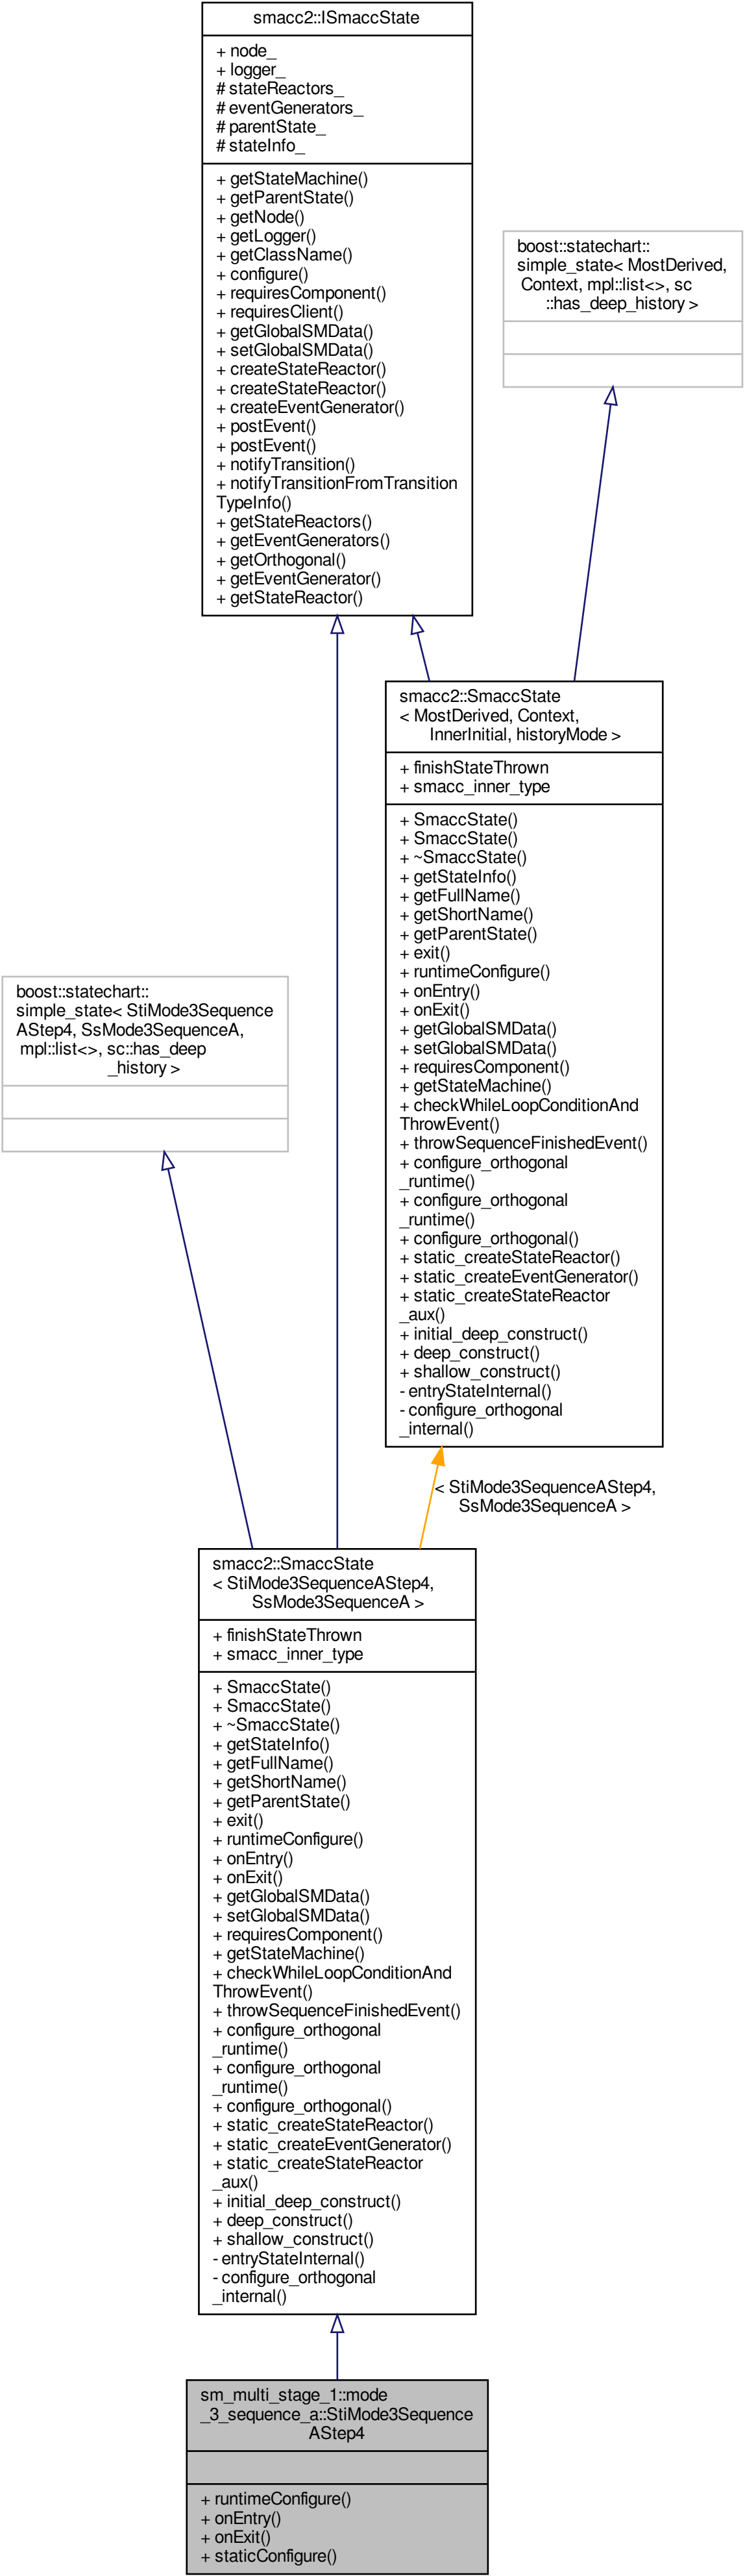 smacc2::ISmaccState
+ node_
+ logger_
# stateReactors_
# eventGenerators_
# parentState_
# stateInfo_
+ getStateMachine()
+ getParentState()
+ getNode()
+ getLogger()
+ getClassName()
+ configure()
+ requiresComponent()
+ requiresClient()
+ getGlobalSMData()
+ setGlobalSMData()
+ createStateReactor()
+ createStateReactor()
+ createEventGenerator()
+ postEvent()
+ postEvent()
+ notifyTransition()
+ notifyTransitionFromTransition
TypeInfo()
+ getStateReactors()
+ getEventGenerators()
+ getOrthogonal()
+ getEventGenerator()
+ getStateReactor()
boost::statechart::
simple_state< MostDerived,
Context, mpl::list<>, sc
::has_deep_history >
smacc2::SmaccState
< MostDerived, Context,
InnerInitial, historyMode >
+ finishStateThrown
+ smacc_inner_type
+ SmaccState()
+ SmaccState()
+ ~SmaccState()
+ getStateInfo()
+ getFullName()
+ getShortName()
+ getParentState()
+ exit()
+ runtimeConfigure()
+ onEntry()
+ onExit()
+ getGlobalSMData()
+ setGlobalSMData()
+ requiresComponent()
+ getStateMachine()
+ checkWhileLoopConditionAnd
ThrowEvent()
+ throwSequenceFinishedEvent()
+ configure_orthogonal
_runtime()
+ configure_orthogonal
_runtime()
+ configure_orthogonal()
+ static_createStateReactor()
+ static_createEventGenerator()
+ static_createStateReactor
_aux()
+ initial_deep_construct()
+ deep_construct()
+ shallow_construct()
- entryStateInternal()
- configure_orthogonal
_internal()
boost::statechart::
simple_state< StiMode3Sequence
AStep4, SsMode3SequenceA,
mpl::list<>, sc::has_deep
_history >
< StiMode3SequenceAStep4,
SsMode3SequenceA >
smacc2::SmaccState
< StiMode3SequenceAStep4,
SsMode3SequenceA >
+ finishStateThrown
+ smacc_inner_type
+ SmaccState()
+ SmaccState()
+ ~SmaccState()
+ getStateInfo()
+ getFullName()
+ getShortName()
+ getParentState()
+ exit()
+ runtimeConfigure()
+ onEntry()
+ onExit()
+ getGlobalSMData()
+ setGlobalSMData()
+ requiresComponent()
+ getStateMachine()
+ checkWhileLoopConditionAnd
ThrowEvent()
+ throwSequenceFinishedEvent()
+ configure_orthogonal
_runtime()
+ configure_orthogonal
_runtime()
+ configure_orthogonal()
+ static_createStateReactor()
+ static_createEventGenerator()
+ static_createStateReactor
_aux()
+ initial_deep_construct()
+ deep_construct()
+ shallow_construct()
- entryStateInternal()
- configure_orthogonal
_internal()
sm_multi_stage_1::mode
_3_sequence_a::StiMode3Sequence
AStep4
+ runtimeConfigure()
+ onEntry()
+ onExit()
+ staticConfigure()